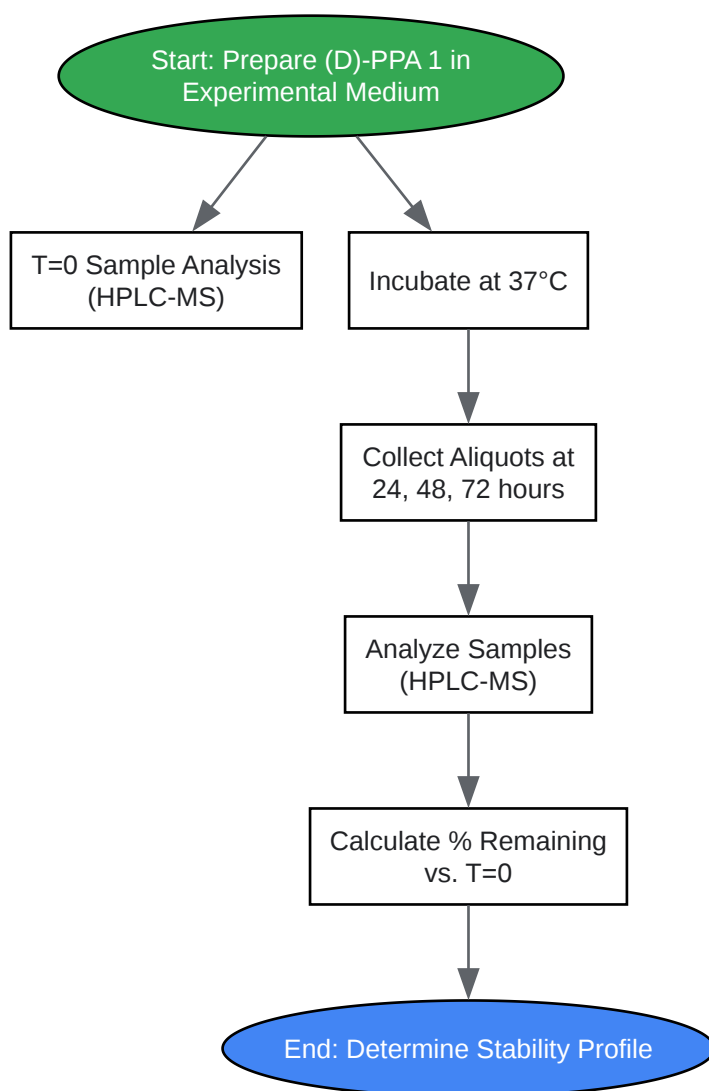 Start: Prepare (D)-PPA 1 in
Experimental Medium
T=0 Sample Analysis
(HPLC-MS)
Incubate at 37°C
Collect Aliquots at
24, 48, 72 hours
Analyze Samples
(HPLC-MS)
Calculate % Remaining
vs. T=0
End: Determine Stability Profile